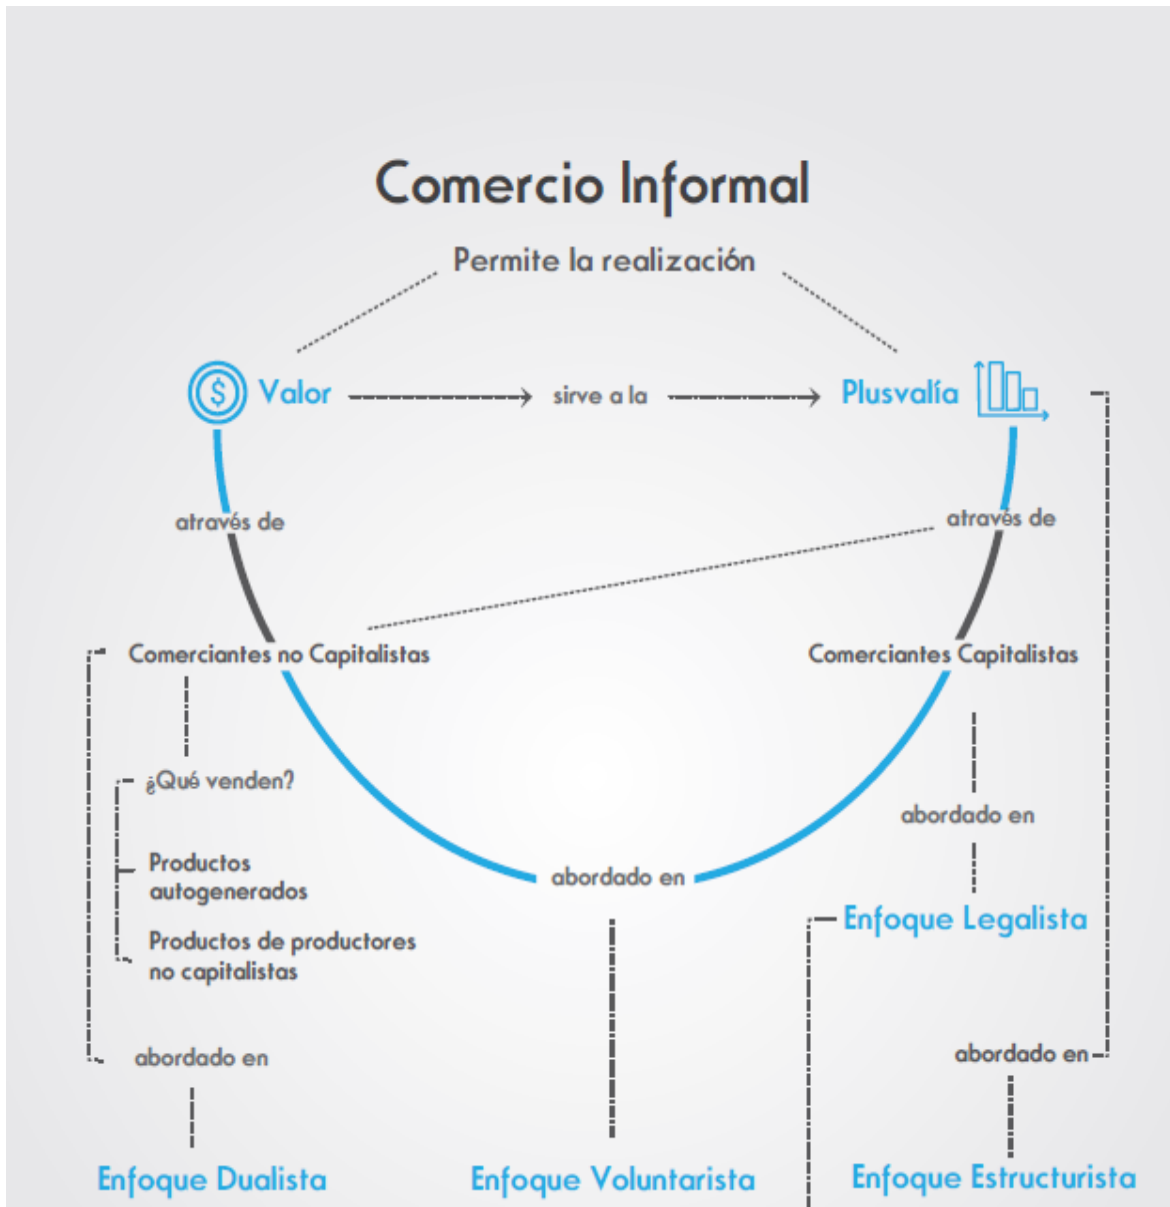 Comercio Informal
Permite la realización
$ Valor sirve a la Plusvalía
através de
através de
Comerciantes no Capitalistas
Comerciantes Capitalistas
¿Qué venden?
abordado en
Productos
autogenerados
abordado en
Enfoque Legalista
Productos de productores
no capitalistas
abordado en
abordado en
Enfoque Dualista
Enfoque Voluntarista
Enfoque Estructurista